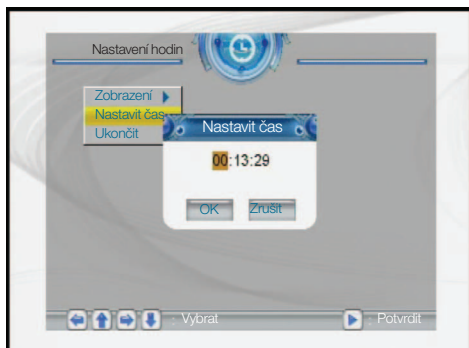 Nastavení hodin
Zobrazení
Nastavit čas
Ukončit
Nastavit čas
00:13:29
OK Zrušit
: Vybrat : Potvrdit